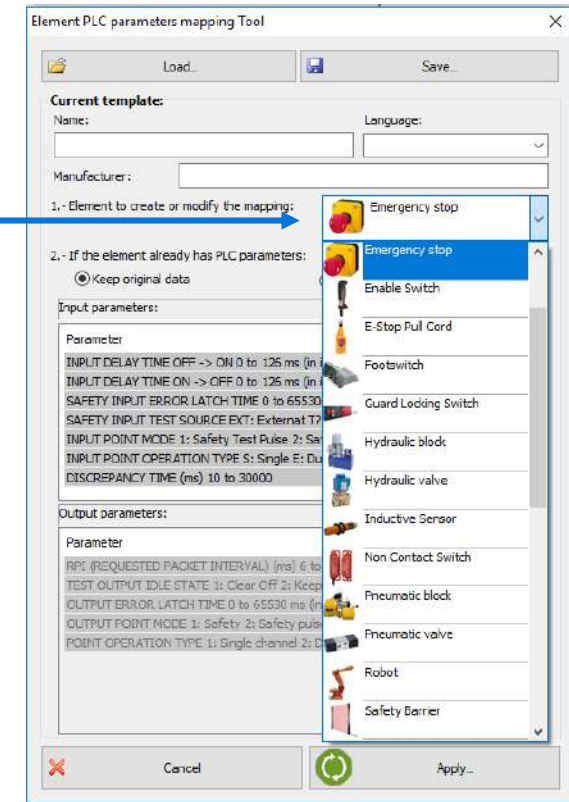 Element PLC parameters mapping Tool
Load...
Save...
Current template:
Name:
Language:
Manufacturer:
1.- Element to create or modify the mapping:
Emergency stop
2.- If the element already has PLC parameters:
Keep original data
Input parameters:
Parameter
INPUT DELAY TIME OFF -> ON 0 to 126 ms (in i
INPUT DELAY TIME ON -> OFF 0 to 126 ms (in i
SAFETY INPUT ERROR LATCH TIME 0 to 65530
SAFETY INPUT TEST SOURCE EXT: Externat T?
INPUT POINT MODE 1: Safety Test Pulse 2: Sa
INPUT POINT OPERATION TYPE S: Single E: Du
DISCREPANCY TIME (ms) 10 to 30000
Output parameters:
Parameter
RPI (REQUESTED PACKET INTERVAL) (ms) 6 to
TEST OUTPUT IDLE STATE 1: Clear Off 2: Keep
OUTPUT ERROR LATCH TIME 0 to 65530 ms (in
OUTPUT POINT MODE 1: Safety 2: Safety puls
POINT OPERATION TYPE 1: Single channel 2: D
Emergency stop
Enable Switch
E-Stop Pull Cord
Footswitch
Guard Locking Switch
Hydraulic block
Hydraulic valve
Inductive Sensor
Non Contact Switch
Pneumatic block
Pneumatic valve
Robot
Safety Barrier
Cancel
Apply...